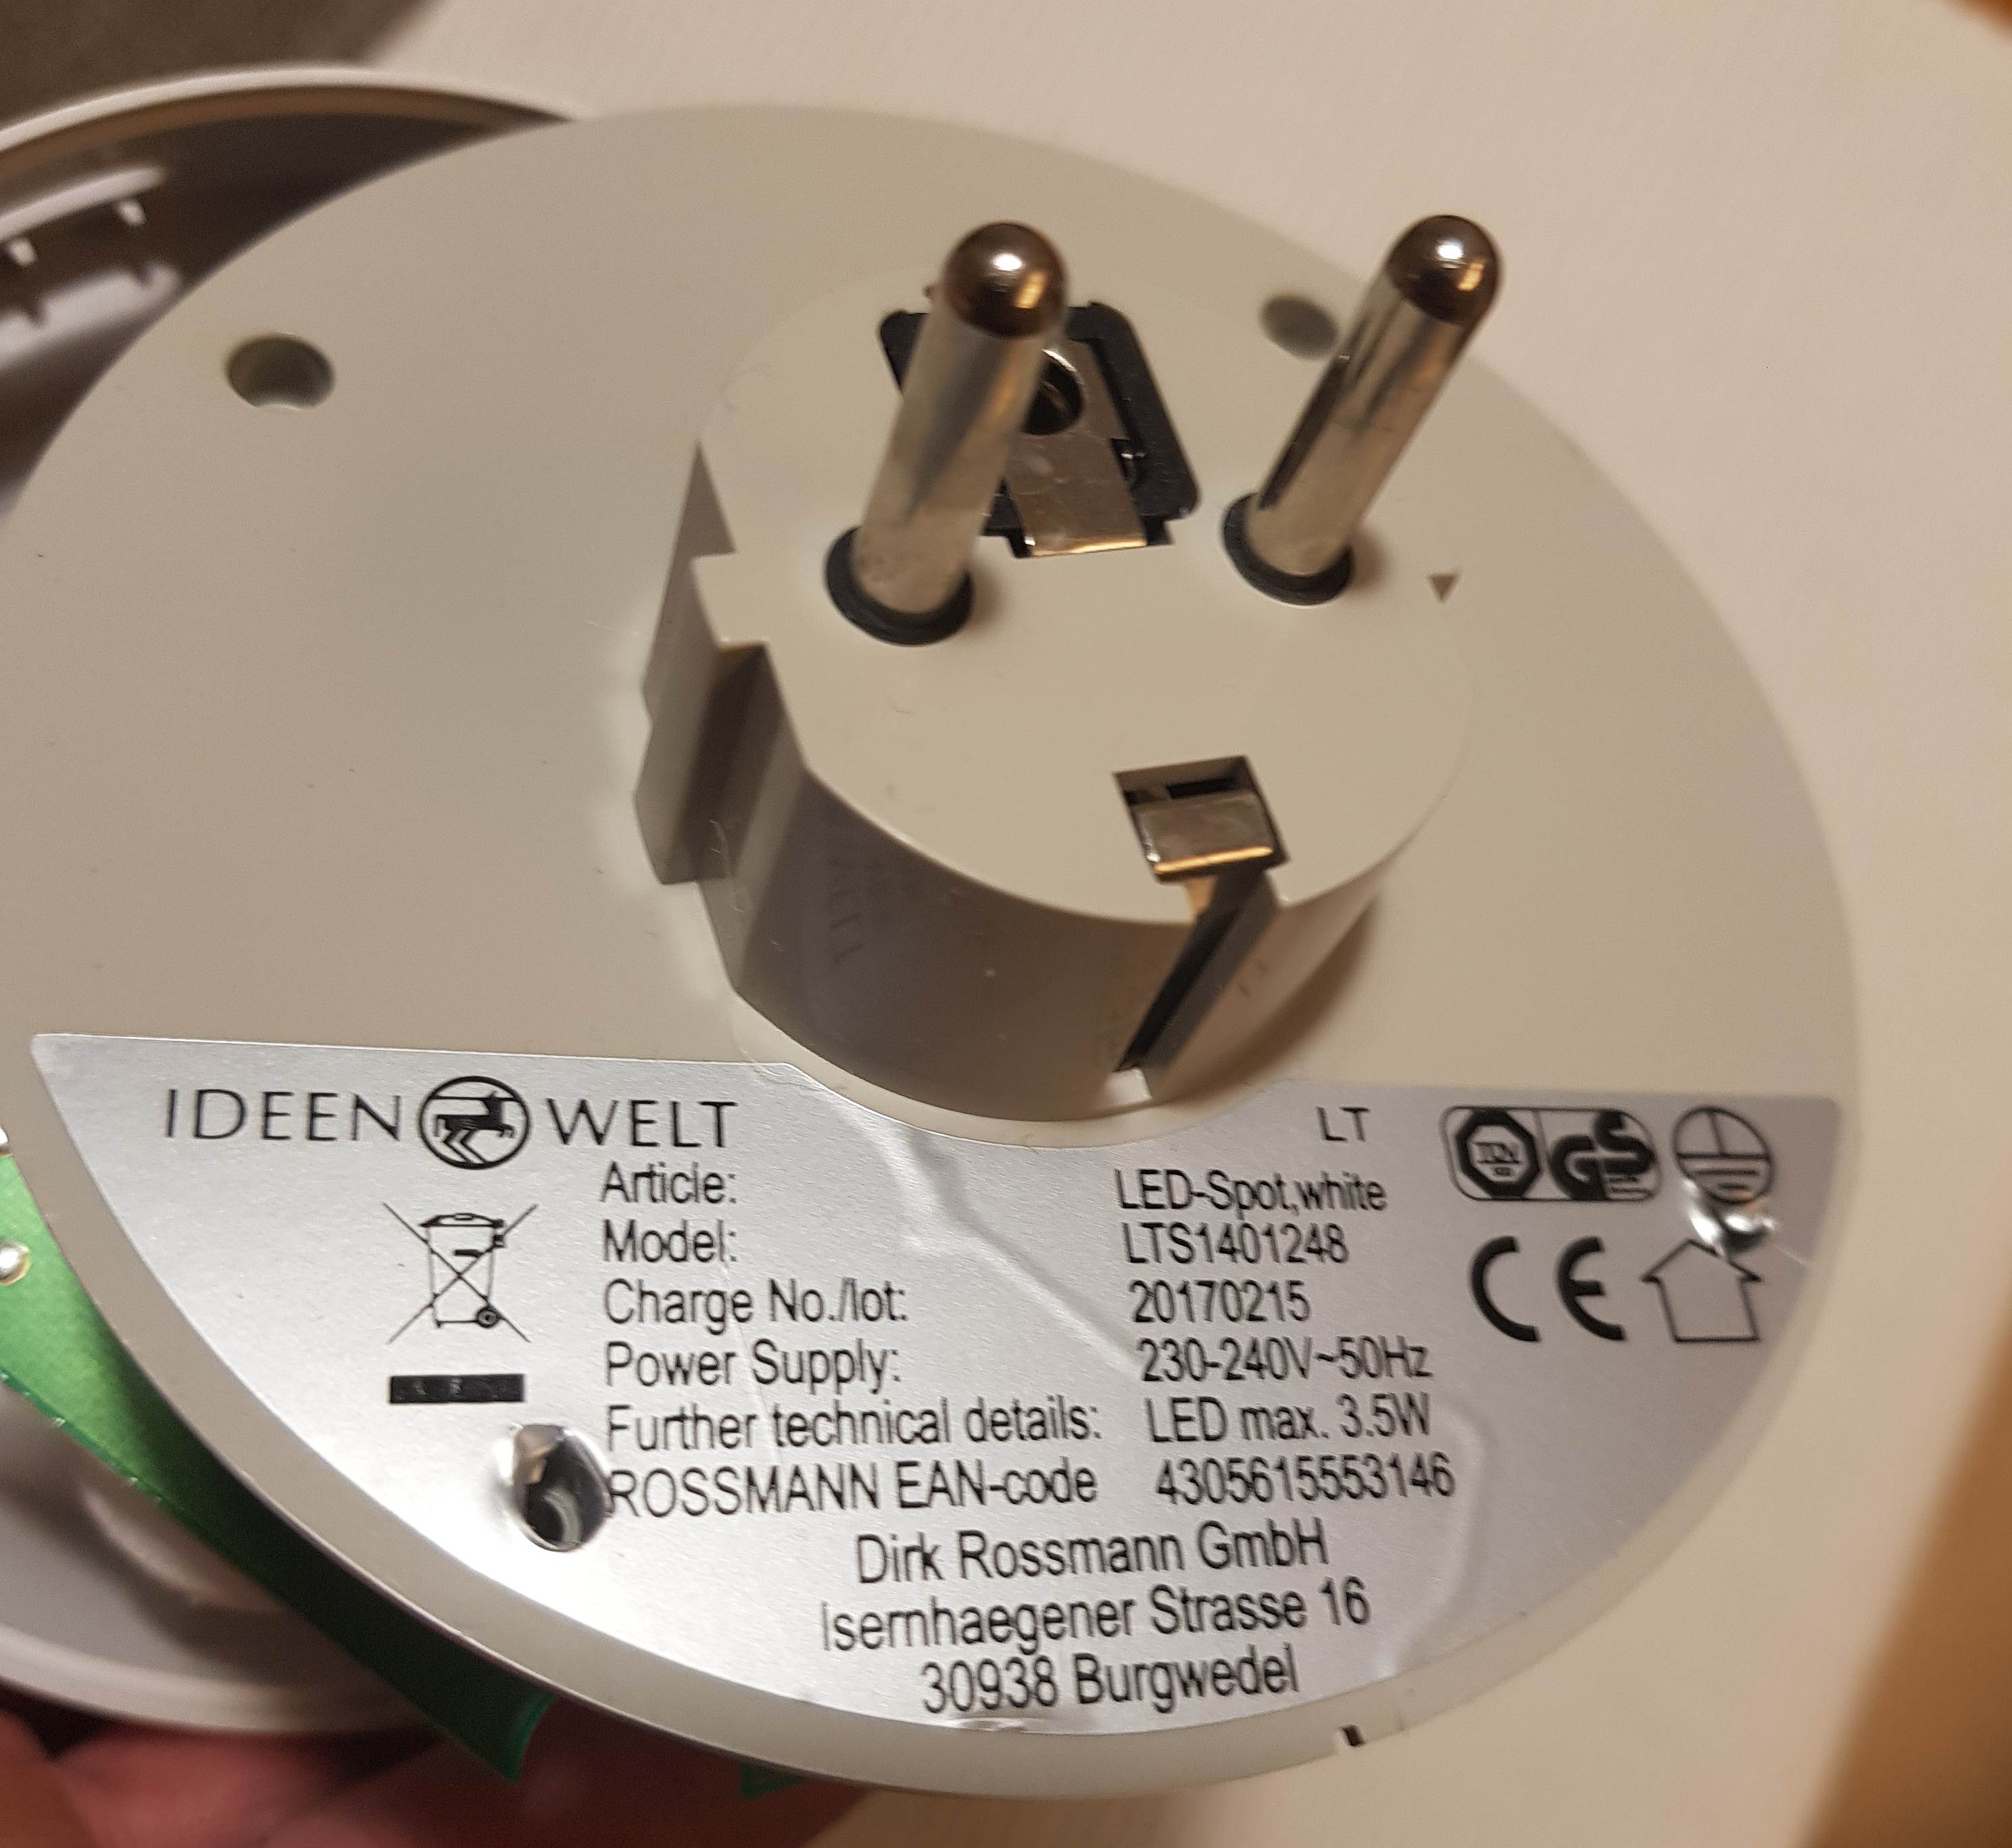 IDEEN WELT
LT
Article: LED-Spot,white
Model: LTS1401248
Charge No./lot: 20170215
Power Supply: 230-240V~50Hz
Further technical details: LED max. 3.5W
ROSSMANN EAN-code 4305615553146
Dirk Rossmann GmbH
Isernhaegener Strasse 16
30938 Burgwedel
TÜV
GS
CE